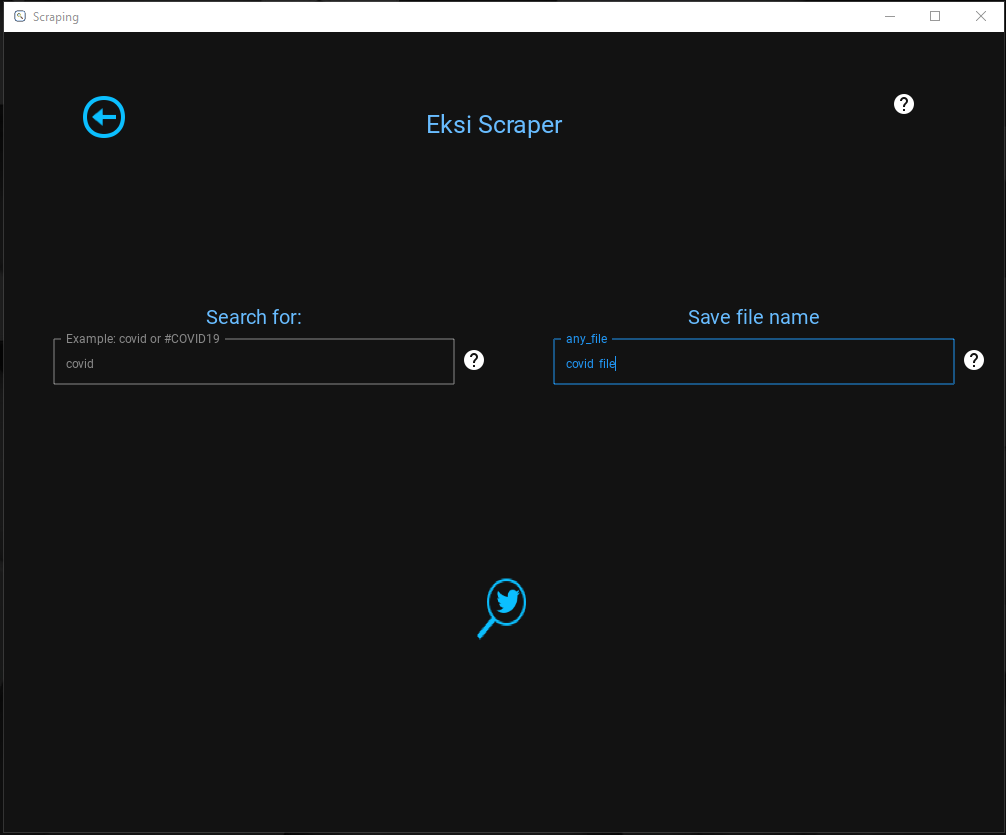 Scraping
Eksi Scraper
Search for:
Save file name
Example: covid or #COVID19
any_file
covid
covid file